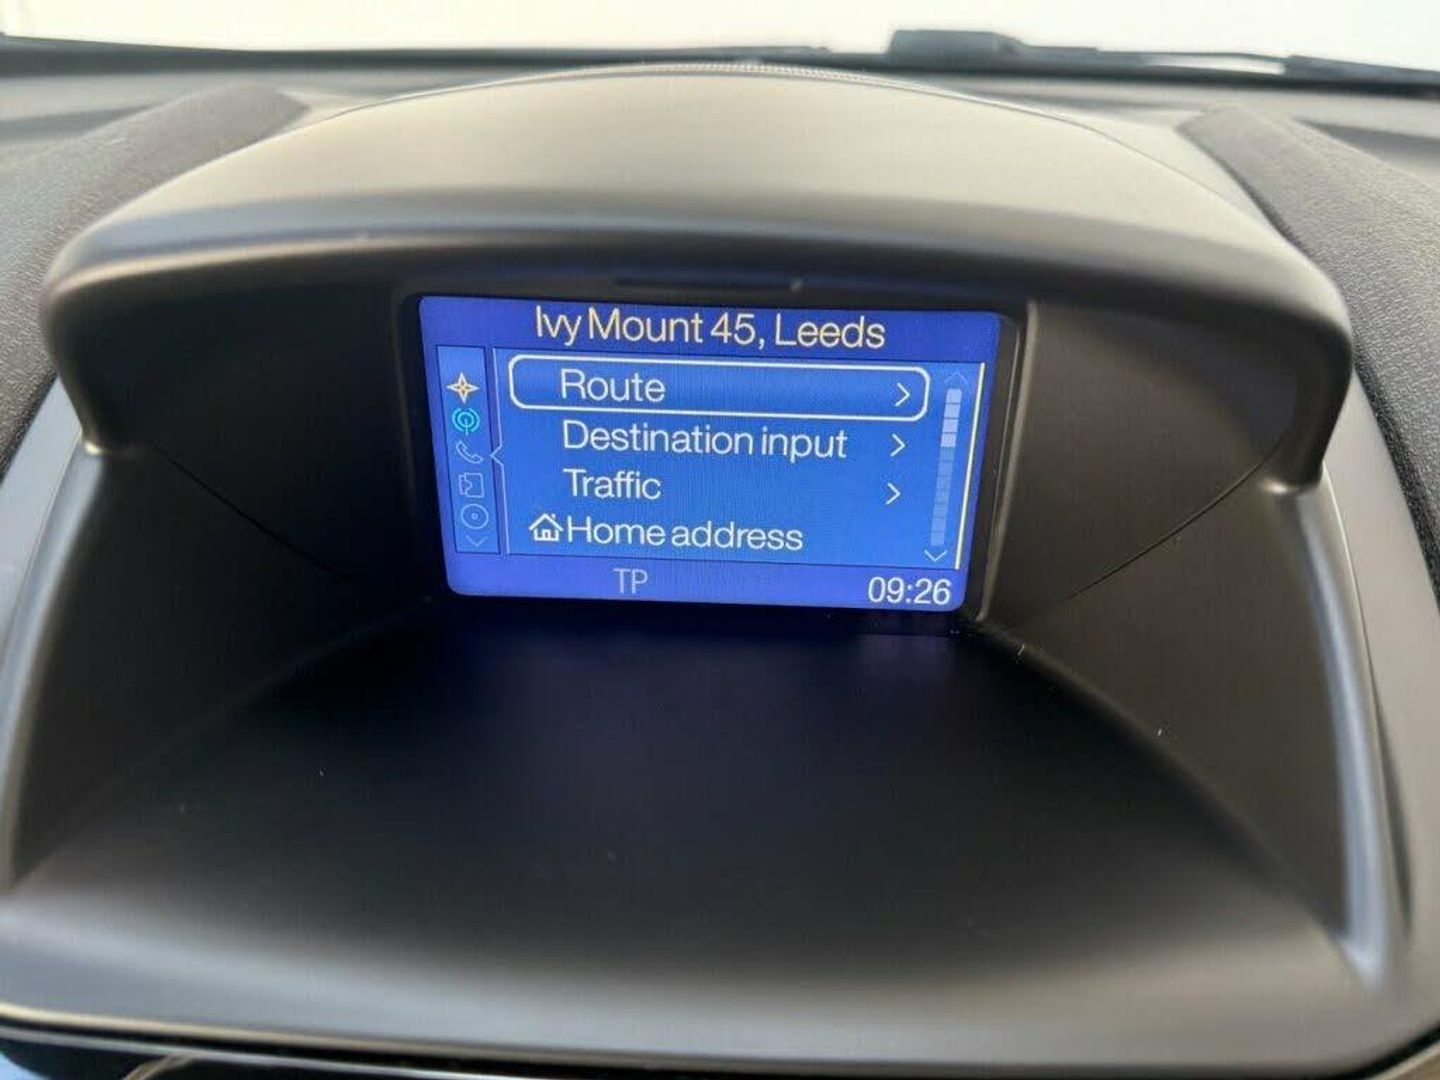 Ivy Mount 45, Leeds
Route
Destination input
Traffic
Home address
TP 09:26